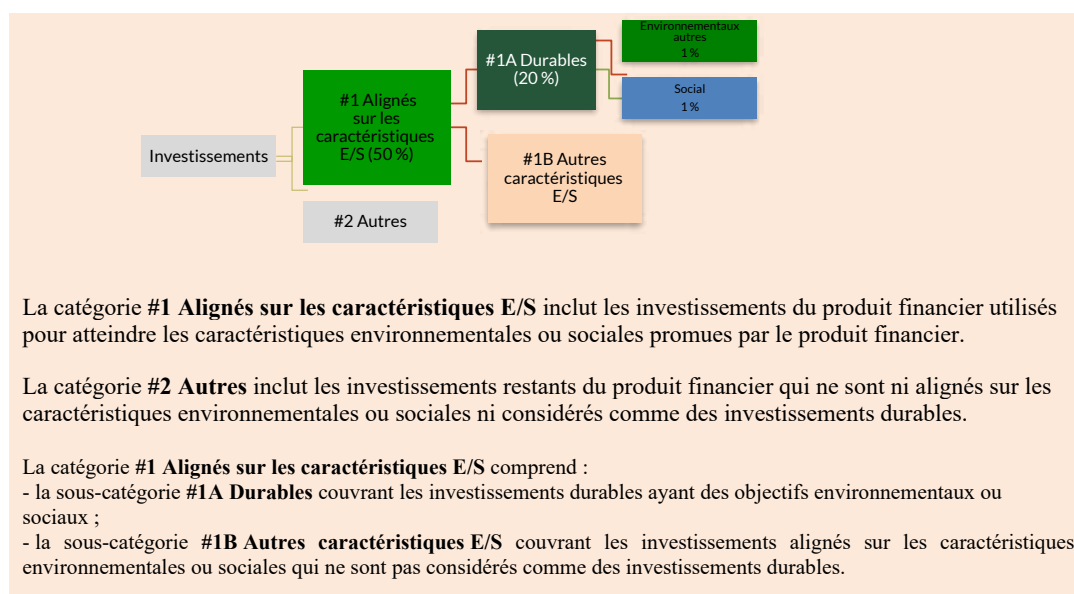 Investissements
#1 Alignés
sur les
caractéristiques
E/S (50 %)
#2 Autres
#1A Durables
(20 %)
#1B Autres
caractéristiques
E/S
Environnementaux
autres
1 %
Social
1 %
La catégorie #1 Alignés sur les caractéristiques E/S inclut les investissements du produit financier utilisés
pour atteindre les caractéristiques environnementales ou sociales promues par le produit financier.
La catégorie #2 Autres inclut les investissements restants du produit financier qui ne sont ni alignés sur les
caractéristiques environnementales ou sociales ni considérés comme des investissements durables.
La catégorie #1 Alignés sur les caractéristiques E/S comprend :
- la sous-catégorie #1A Durables couvrant les investissements durables ayant des objectifs environnementaux ou
sociaux ;
- la sous-catégorie #1B Autres caractéristiques E/S couvrant les investissements alignés sur les caractéristiques
environnementales ou sociales qui ne sont pas considérés comme des investissements durables.